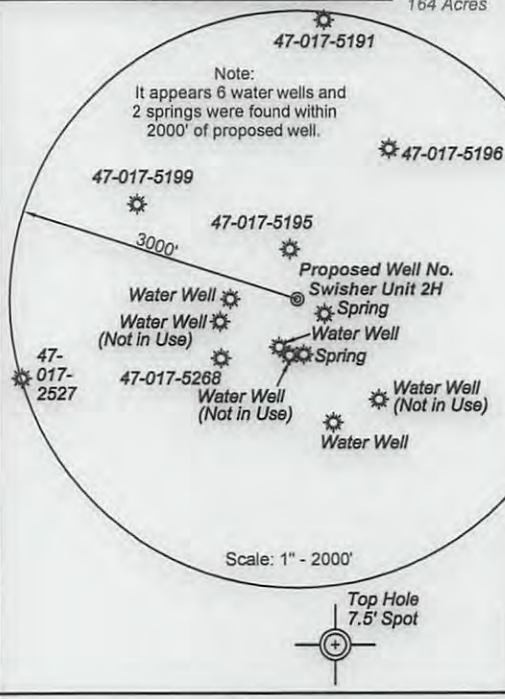 164 Acres
47-017-5191
Note:
It appears 6 water wells and
2 springs were found within
2000' of proposed well.
47-017-5196
47-017-5199
47-017-5195
3000'
Proposed Well No.
Swisher Unit 2H
Water Well
Spring
Water Well
(Not in Use)
Water Well
Spring
47-
017-
2527
47-017-5268
Water Well
(Not in Use)
Water Well
(Not in Use)
Water Well
Scale: 1" - 2000'
Top Hole
7.5' Spot